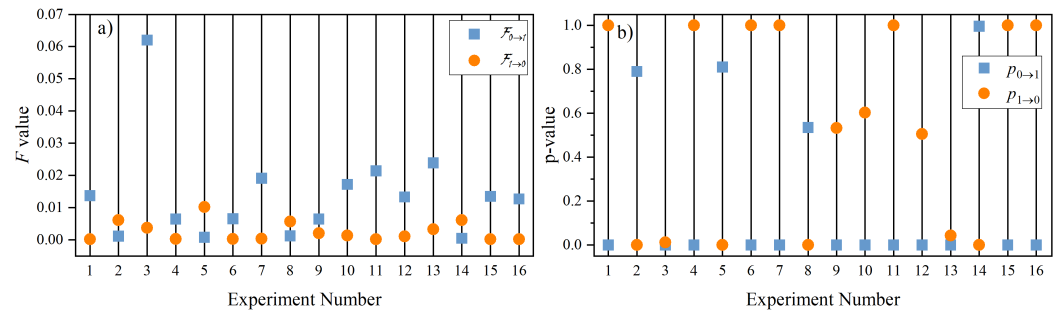 a)
0.07
0.06
0.05
0.04
0.03
0.02
0.01
0.00
F value
ℱ₀→₁
ℱ₁→₀
1 2 3 4 5 6 7 8 9 10 11 12 13 14 15 16
Experiment Number
b)
1.0
0.8
0.6
0.4
0.2
0.0
p-value
p₀→₁
p₁→₀
1 2 3 4 5 6 7 8 9 10 11 12 13 14 15 16
Experiment Number